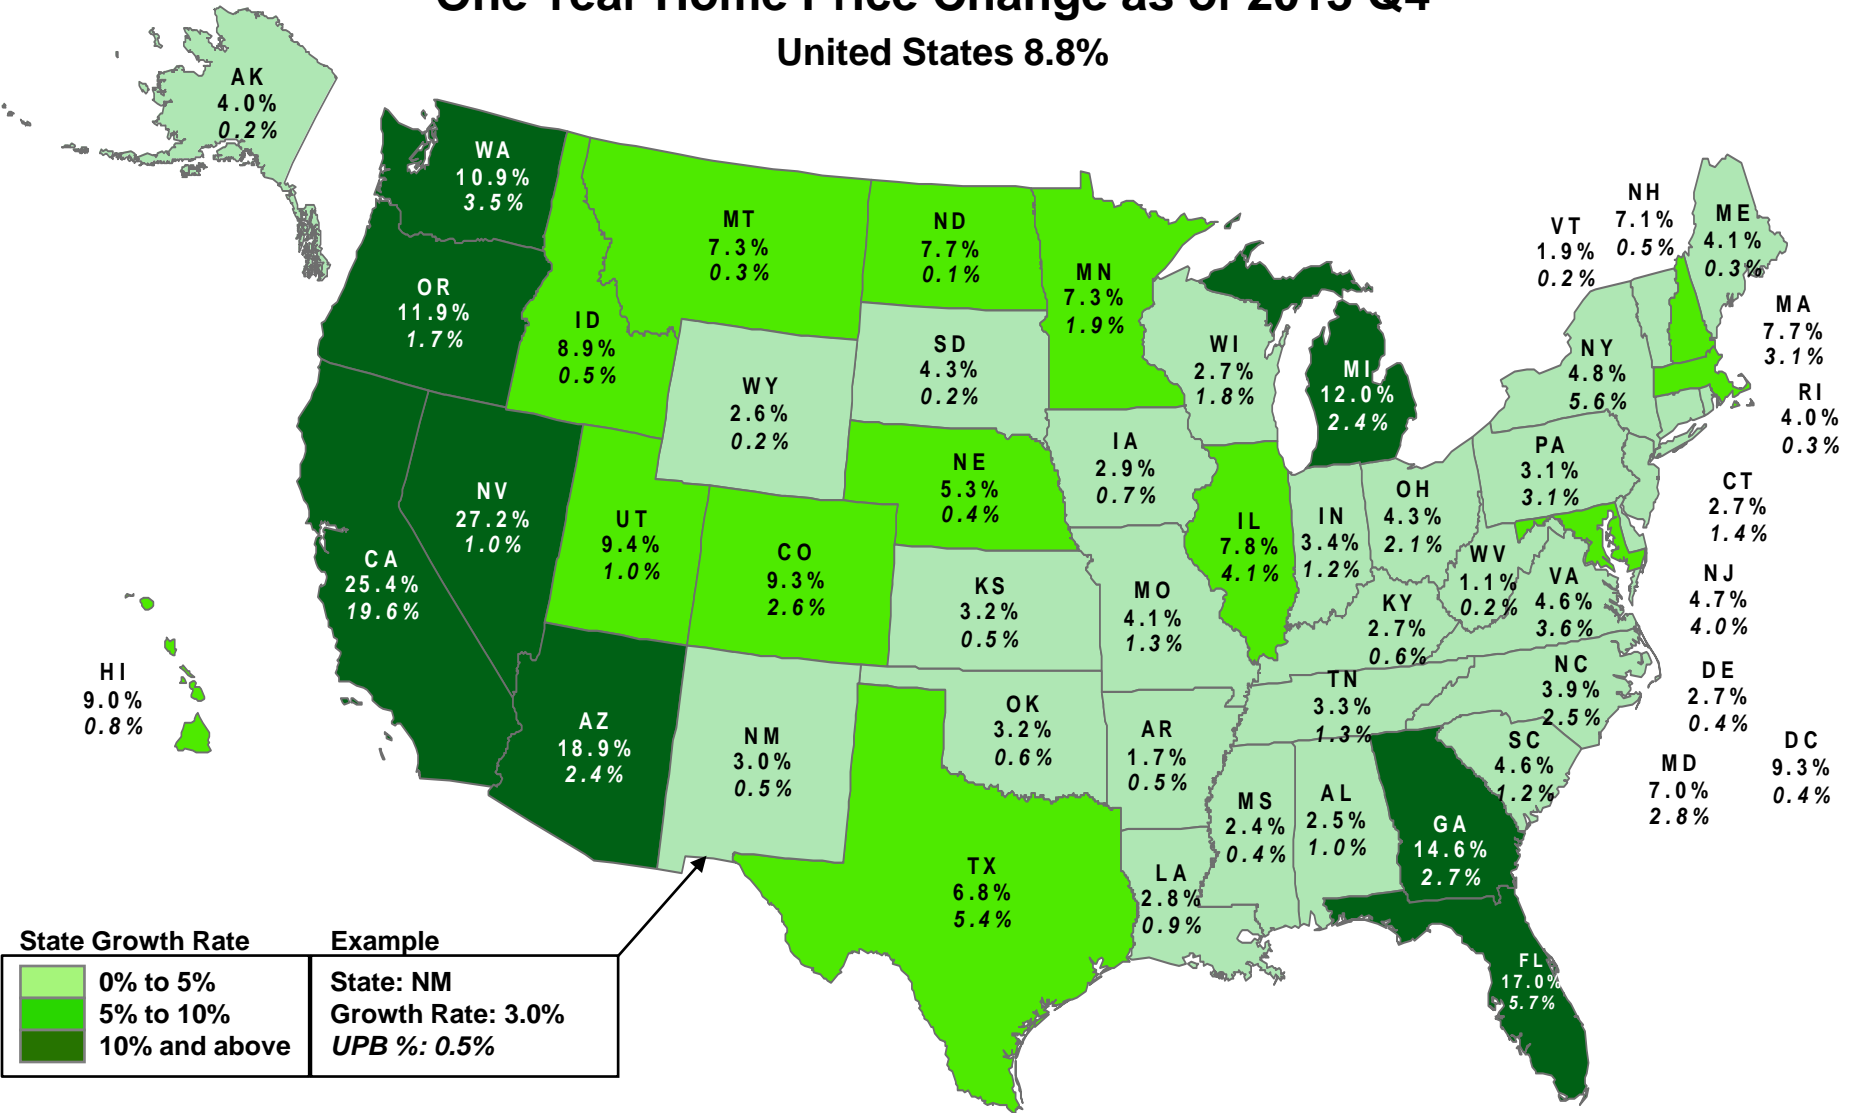 One Year Home Price Change as of 2013 Q4
United States 8.8%
AK
4.0%
0.2%
WA
10.9%
3.5%
OR
11.9%
1.7%
CA
25.4%
19.6%
NV
27.2%
1.0%
ID
8.9%
0.5%
MT
7.3%
0.3%
WY
2.6%
0.2%
UT
9.4%
1.0%
CO
9.3%
2.6%
AZ
18.9%
2.4%
NM
3.0%
0.5%
HI
9.0%
0.8%
ND
7.7%
0.1%
SD
4.3%
0.2%
NE
5.3%
0.4%
KS
3.2%
0.5%
OK
3.2%
0.6%
TX
6.8%
5.4%
MN
7.3%
1.9%
IA
2.9%
0.7%
MO
4.1%
1.3%
AR
1.7%
0.5%
LA
2.8%
0.9%
WI
2.7%
1.8%
IL
7.8%
4.1%
MI
12.0%
2.4%
IN
3.4%
1.2%
OH
4.3%
2.1%
KY
2.7%
0.6%
TN
3.3%
1.3%
MS
2.4%
0.4%
AL
2.5%
1.0%
GA
14.6%
2.7%
FL
17.0%
5.7%
SC
4.6%
1.2%
NC
3.9%
2.5%
VA
4.6%
3.6%
WV
1.1%
0.2%
PA
3.1%
3.1%
NY
4.8%
5.6%
VT
1.9%
0.2%
NH
7.1%
0.5%
ME
4.1%
0.3%
MA
7.7%
3.1%
RI
4.0%
0.3%
CT
2.7%
1.4%
NJ
4.7%
4.0%
DE
2.7%
0.4%
MD
7.0%
2.8%
DC
9.3%
0.4%
State Growth Rate
0% to 5%
5% to 10%
10% and above
Example
State: NM
Growth Rate: 3.0%
UPB %: 0.5%